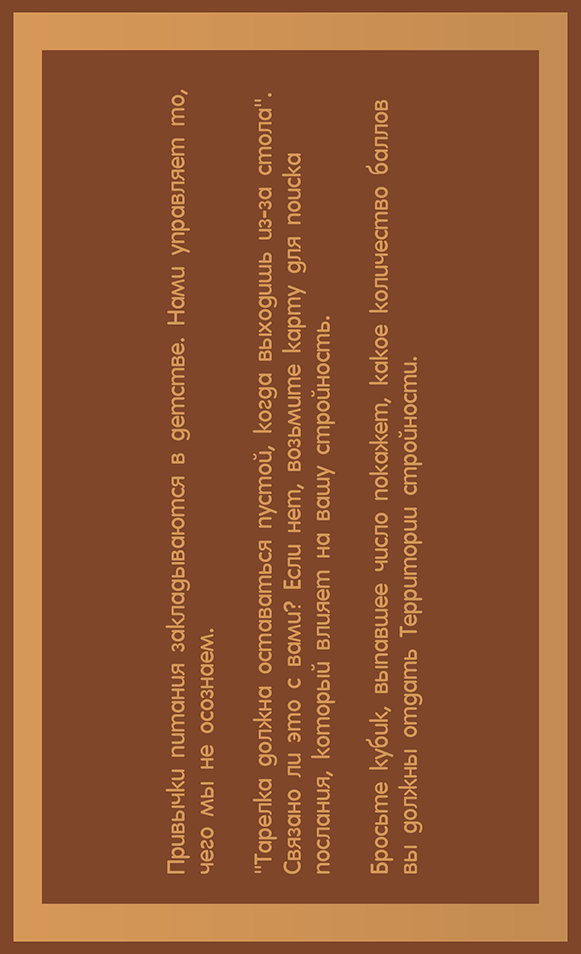 Привычки питания закладываются в детстве. Нами управляет то,
чего мы не осознаем.
"Тарелка должна оставаться пустой, когда выходишь из-за стола".
Связано ли это с вами? Если нет, возьмите карту для поиска
послания, который влияет на вашу стройность.
Бросьте кубик, выпавшее число покажет, какое количество баллов
вы должны отдать Территории стройности.